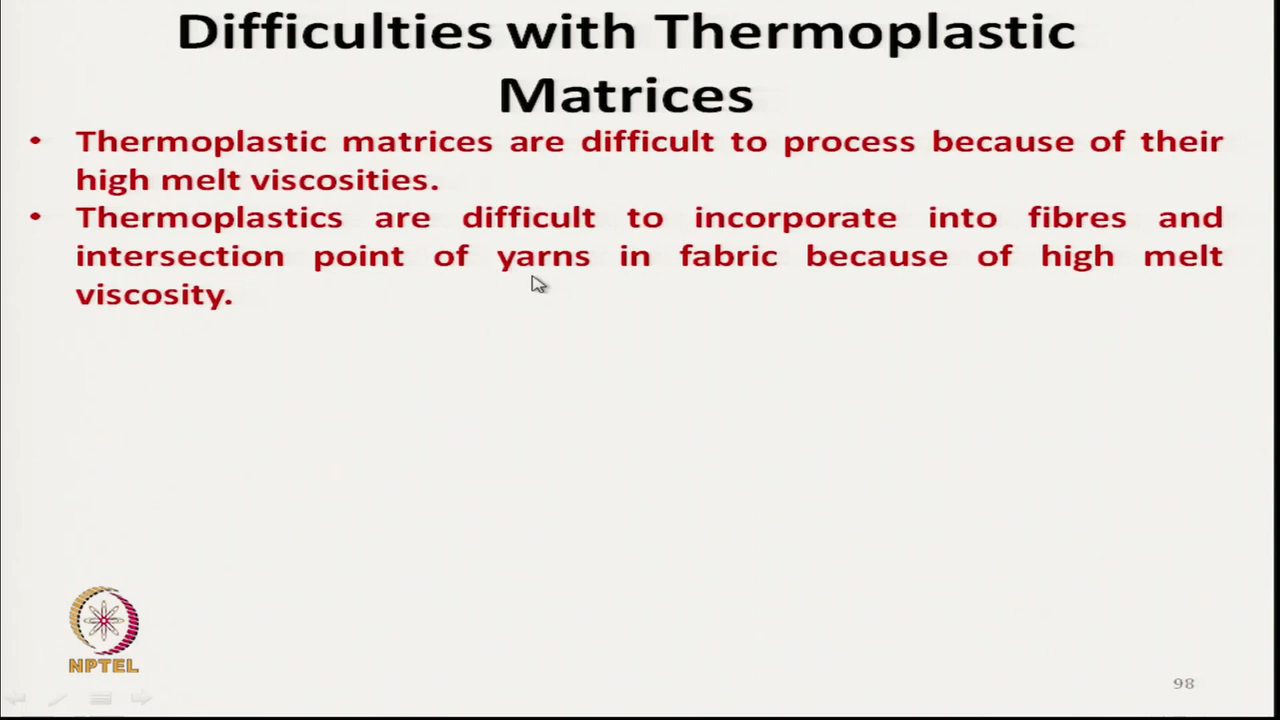 Difficulties with Thermoplastic
Matrices
• Thermoplastic matrices are difficult to process because of their
high melt viscosities.
• Thermoplastics are difficult to incorporate into fibres and
intersection point of yarns in fabric because of high melt
viscosity.
NPTEL
98